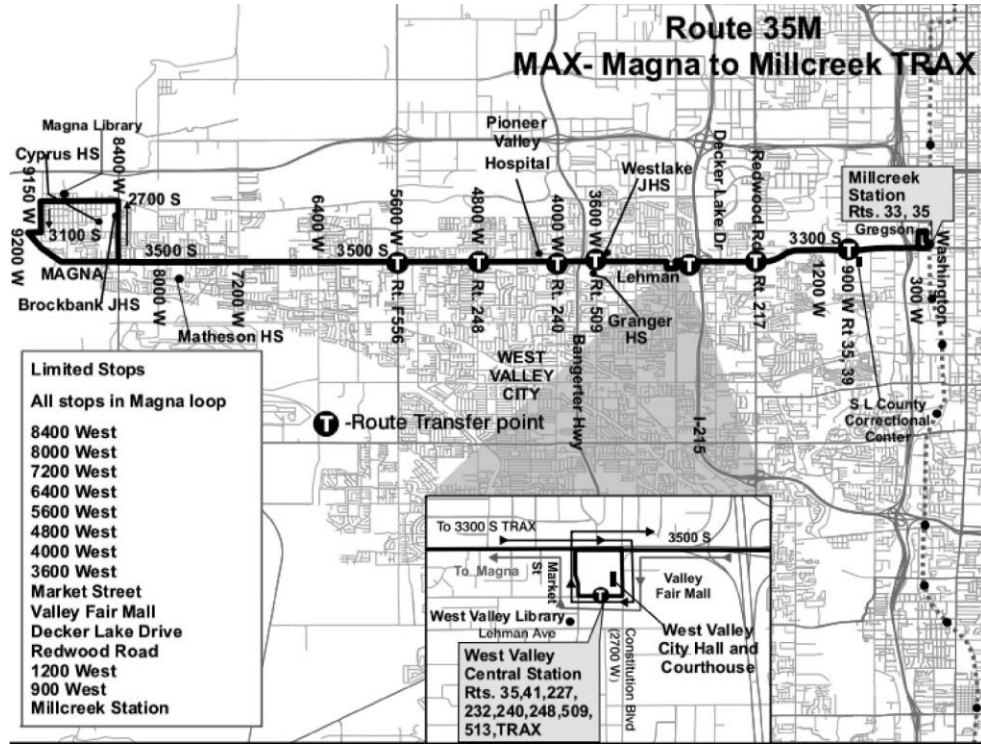 Route 35M
MAX- Magna to Millcreek TRAX
Magna Library
Cyprus HS
8400 W
9150 W
2700 S
3100 S
9200 W
MAGNA
3500 S
Brockbank JHS
8000 W
Matheson HS
7200 W
6400 W
3500 S
5600 W
T
Rt. F556
4800 W
T
Rt. 248
Pioneer
Valley
Hospital
4000 W
T
Rt. 240
3600 W
T
Rt. 509
Westlake
JHS
Granger
HS
Bangerter Hwy
Lehman
T
Decker Lake Dr
I-215
Redwood Rd
T
Rt. 217
3300 S
T
1200 W
900 W Rt 35, 39
S L County
Correctional
Center
Millcreek
Station
Rts. 33, 35
Gregson
300 W
Washington
WEST
VALLEY
CITY
T -Route Transfer point
Limited Stops
All stops in Magna loop
8400 West
8000 West
7200 West
6400 West
5600 West
4800 West
4000 West
3600 West
Market Street
Valley Fair Mall
Decker Lake Drive
Redwood Road
1200 West
900 West
Millcreek Station
To 3300 S TRAX
3500 S
To Magna
Market
St
Valley
Fair Mall
T
West Valley Library
Lehman Ave
Constitution Blvd
(2700 W)
West Valley
City Hall and
Courthouse
West Valley
Central Station
Rts. 35,41,227,
232,240,248,509,
513,TRAX